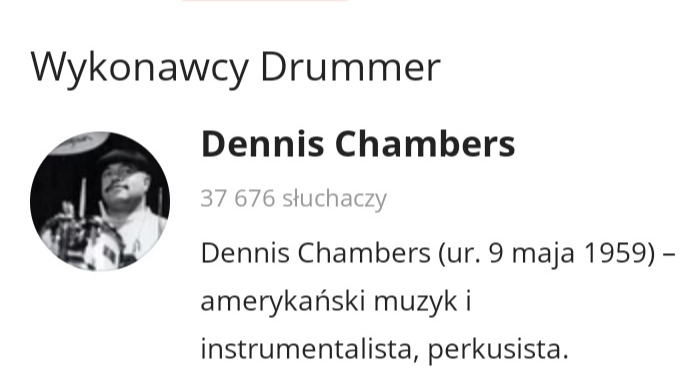 Wykonawcy Drummer
Dennis Chambers
37 676 słuchaczy
Dennis Chambers (ur. 9 maja 1959) –
amerykański muzyk i
instrumentalista, perkusista.